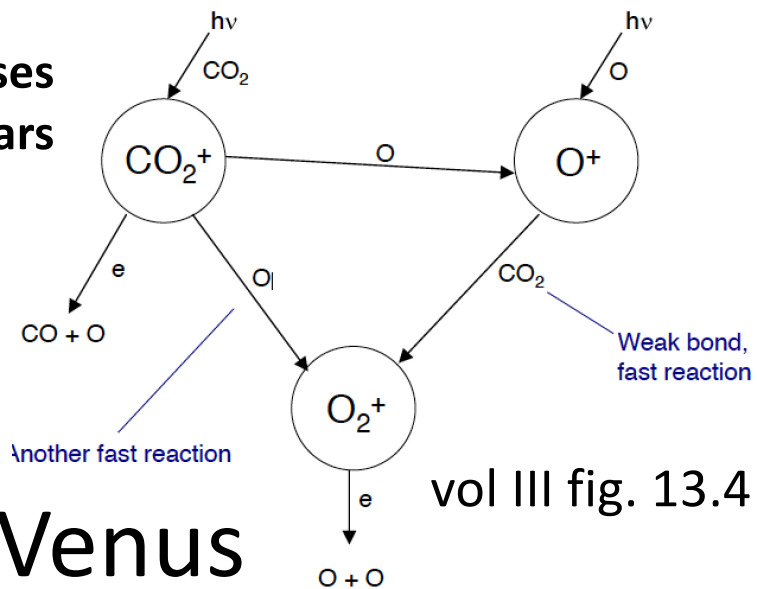 hν
hν
ses
CO₂
O
ars
CO₂⁺
O
O⁺
e
O|
CO₂
CO + O
Weak bond,
fast reaction
O₂⁺
Another fast reaction
e
vol III fig. 13.4
Venus
O + O